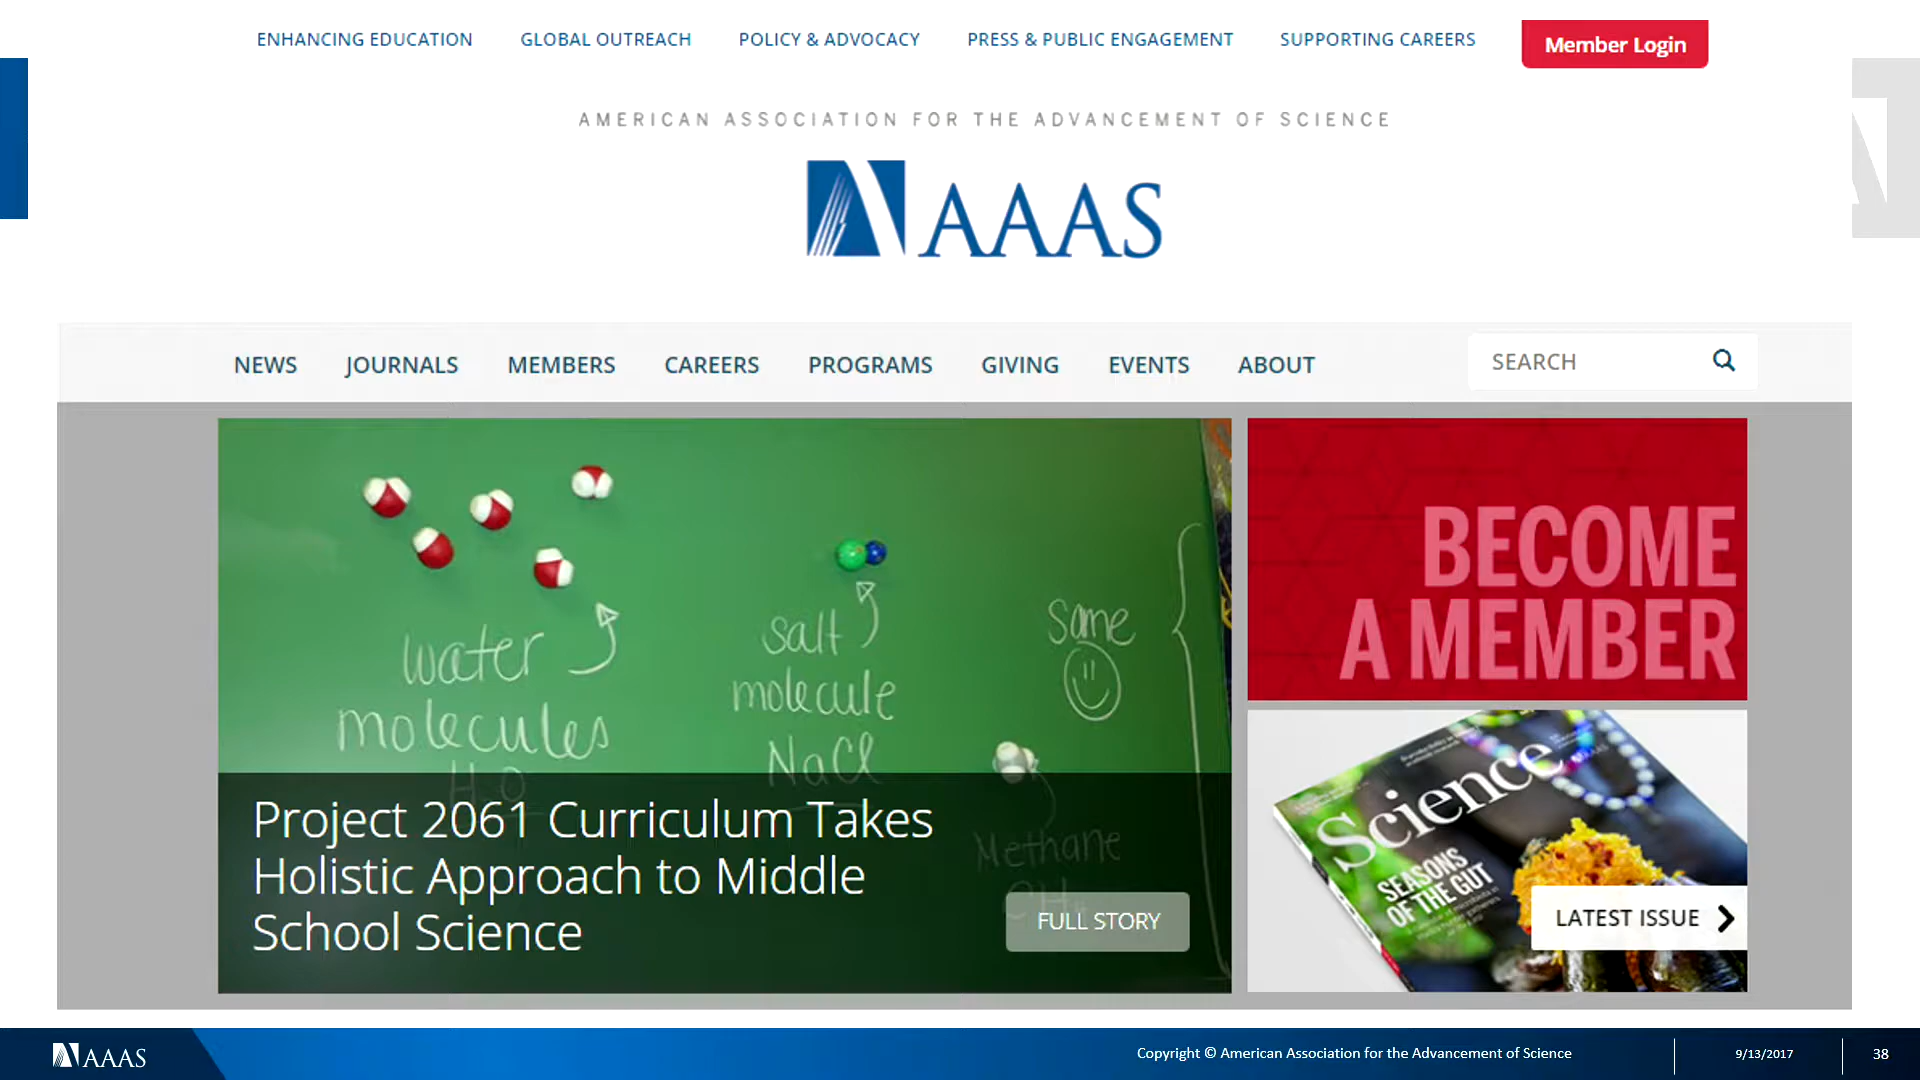 ENHANCING EDUCATION GLOBAL OUTREACH POLICY & ADVOCACY PRESS & PUBLIC ENGAGEMENT SUPPORTING CAREERS Member Login
AMERICAN ASSOCIATION FOR THE ADVANCEMENT OF SCIENCE
AAAS
NEWS JOURNALS MEMBERS CAREERS PROGRAMS GIVING EVENTS ABOUT SEARCH
water
molecules
H₂O
salt
molecule
NaCl
same
Methane
CH₄
Project 2061 Curriculum Takes
Holistic Approach to Middle
School Science
FULL STORY
BECOME
A MEMBER
Science
SEASONS
OF THE GUT
LATEST ISSUE
AAAS
Copyright © American Association for the Advancement of Science
9/13/2017
38